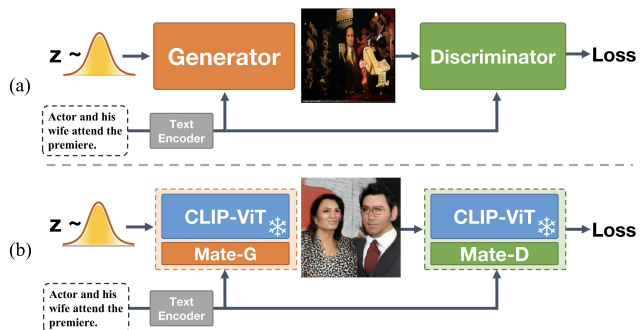 z ~
Generator
Discriminator
Loss
(a)
Actor and his
wife attend the
premiere.
Text
Encoder
z ~
CLIP-ViT
Mate-G
CLIP-ViT
Mate-D
Loss
(b)
Actor and his
wife attend the
premiere.
Text
Encoder